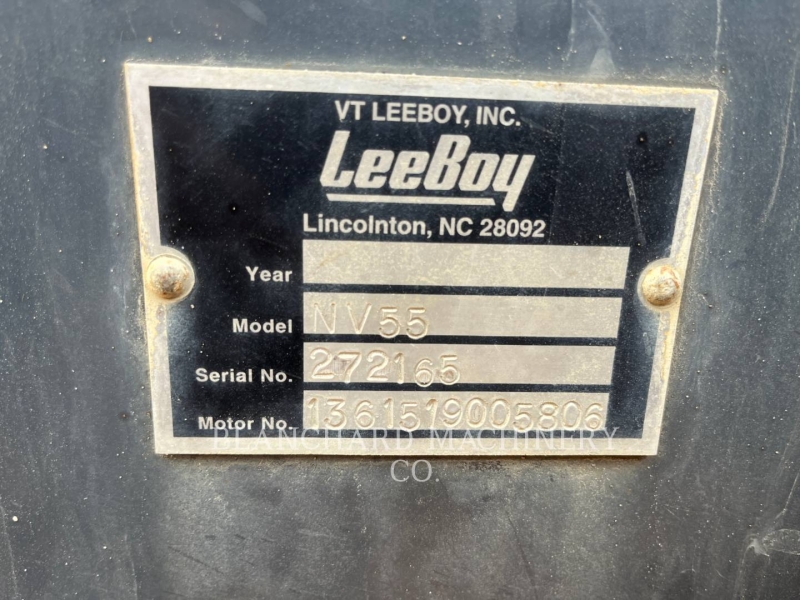 VT LEEBOY, INC.
LeeBoy
Lincolnton, NC 28092
Year
Model NV55
Serial No. 272165
Motor No. 1361519005806
BLANCHARD MACHINERY
CO.